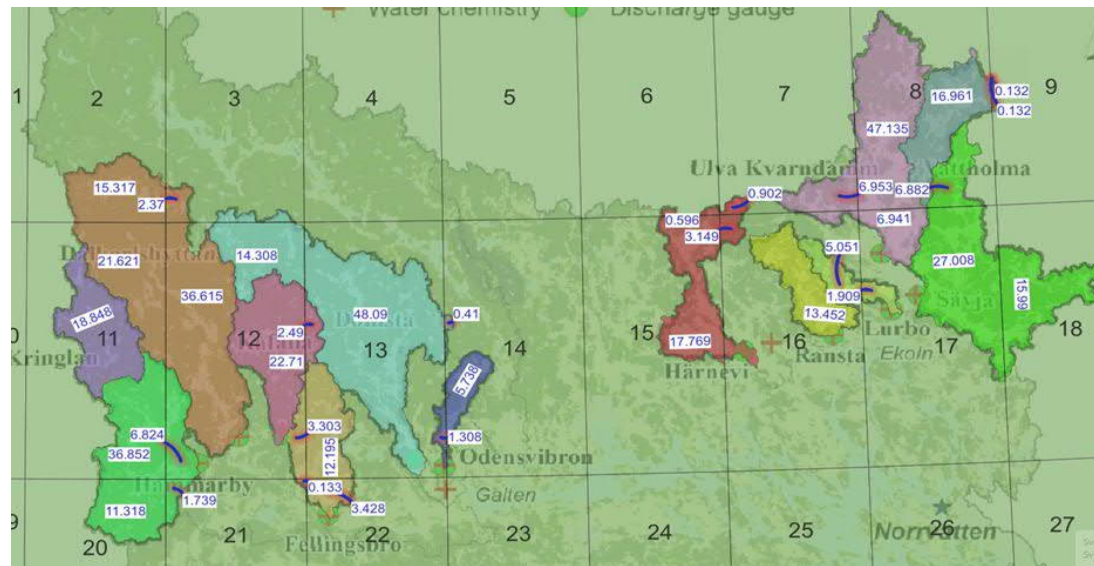 Water chemistry Discharge gauge
1 2 3 4 5 6 7 8 9
16.961 0.132
0.132
47.135
Ulva Kvarndamm Vattholma
15.317 0.902 6.953 6.882
2.37
0.596 6.941
3.149
14.308 5.051
21.621 27.008
36.615 15.99
18.848 48.09 0.41 1.909 Sävja
13.452
11 12 2.49 13 14 15 16 Lurbo 17 18
Kringlan 22.71 17.769 Ransta Ekoln
Härnevi
5.738
6.824 3.303 1.308
36.852 12.195 Odensvibron
Hammarby 0.133 Galten
11.318 1.739 3.428
20 21 22 23 24 25 26 27
Fellingsbro Norrvatten